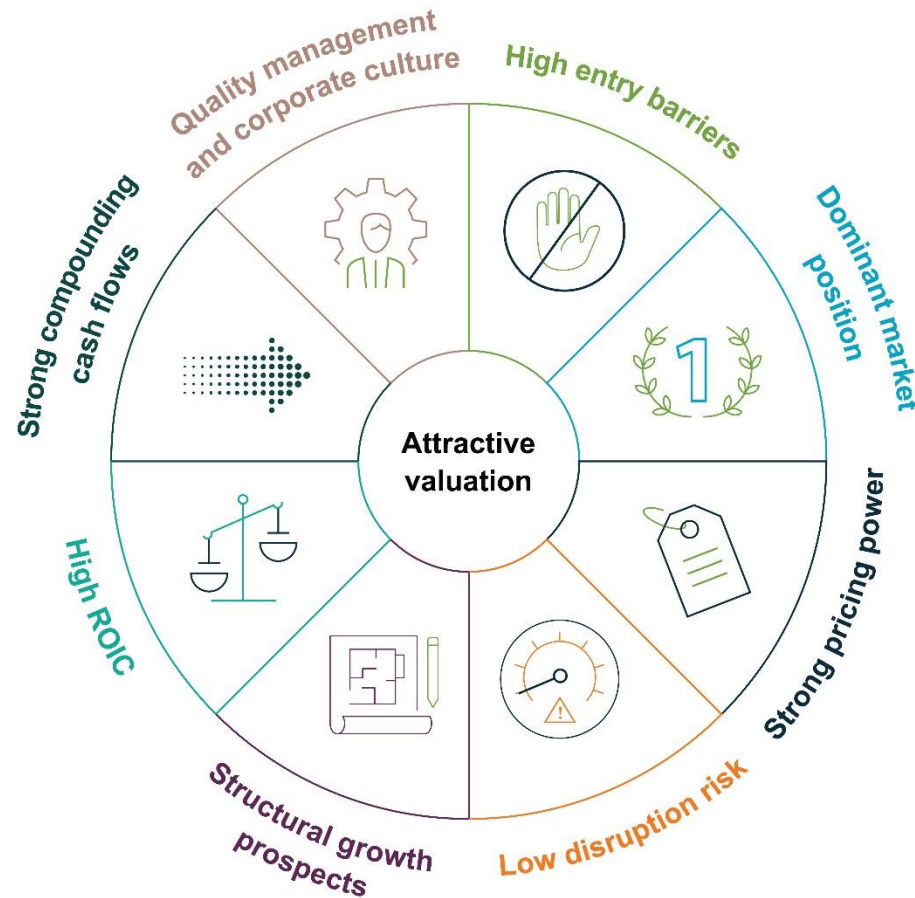 Quality management
and corporate culture
High entry barriers
Dominant market
position
Strong pricing power
Low disruption risk
Structural growth
prospects
High ROIC
Strong compounding
cash flows
Attractive
valuation
1
!